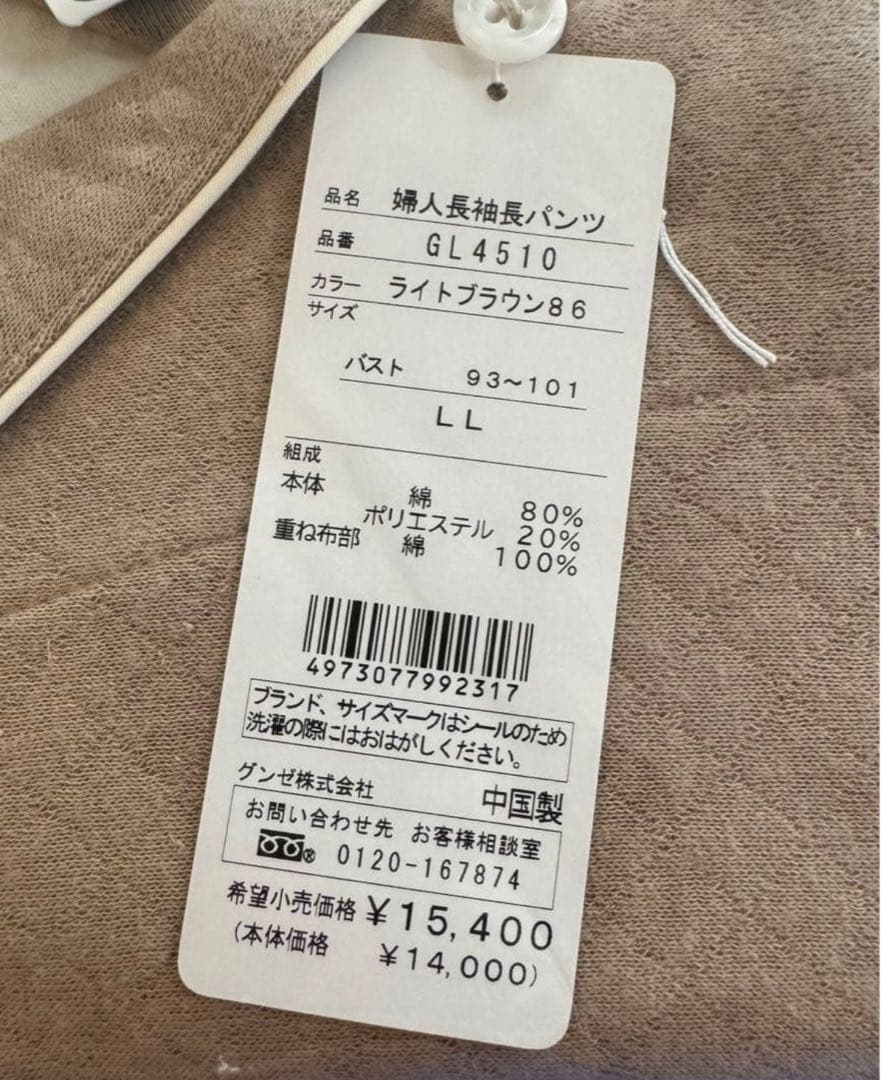 品名 婦人長袖長パンツ
品番 GL4510
カラー ライトブラウン86
サイズ
バスト 93~101
LL
組成
本体 綿 80%
ポリエステル 20%
重ね布部 綿 100%
4973077992317
ブランド、サイズマークはシールのため
洗濯の際にはおはがしください。
グンゼ株式会社 中国製
お問い合わせ先 お客様相談室
0120-167874
希望小売価格 ¥15,400
(本体価格 ¥14,000)